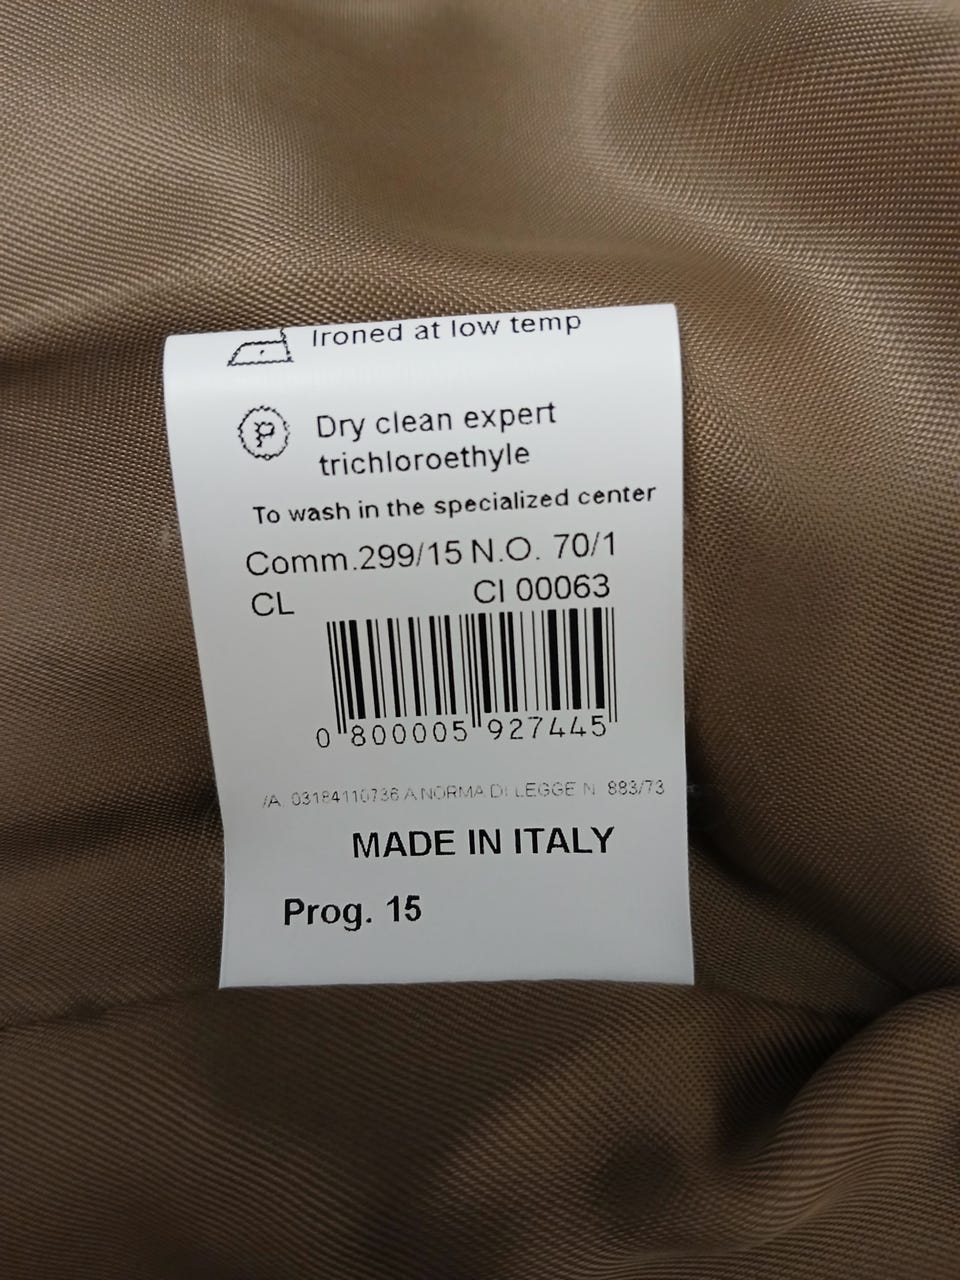 Ironed at low temp
P
Dry clean expert
trichloroethyle
To wash in the specialized center
Comm.299/15 N.O. 70/1
CL CI 00063
0 800005 927445
/A. 03184110736 A NORMA DI LEGGE N. 883/73
MADE IN ITALY
Prog. 15